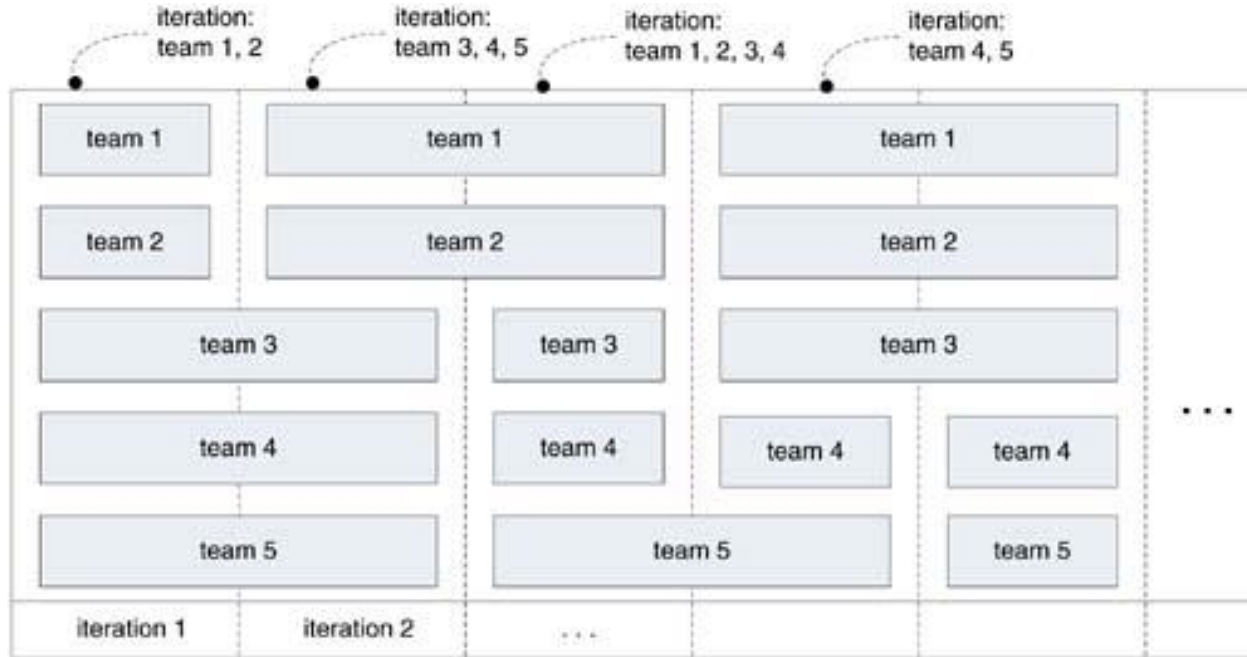 iteration:
team 1, 2
iteration:
team 3, 4, 5
iteration:
team 1, 2, 3, 4
iteration:
team 4, 5
team 1
team 1
team 1
team 2
team 2
team 2
team 3
team 3
team 3
team 4
team 4
team 4
team 4
team 5
team 5
team 5
...
iteration 1
iteration 2
...